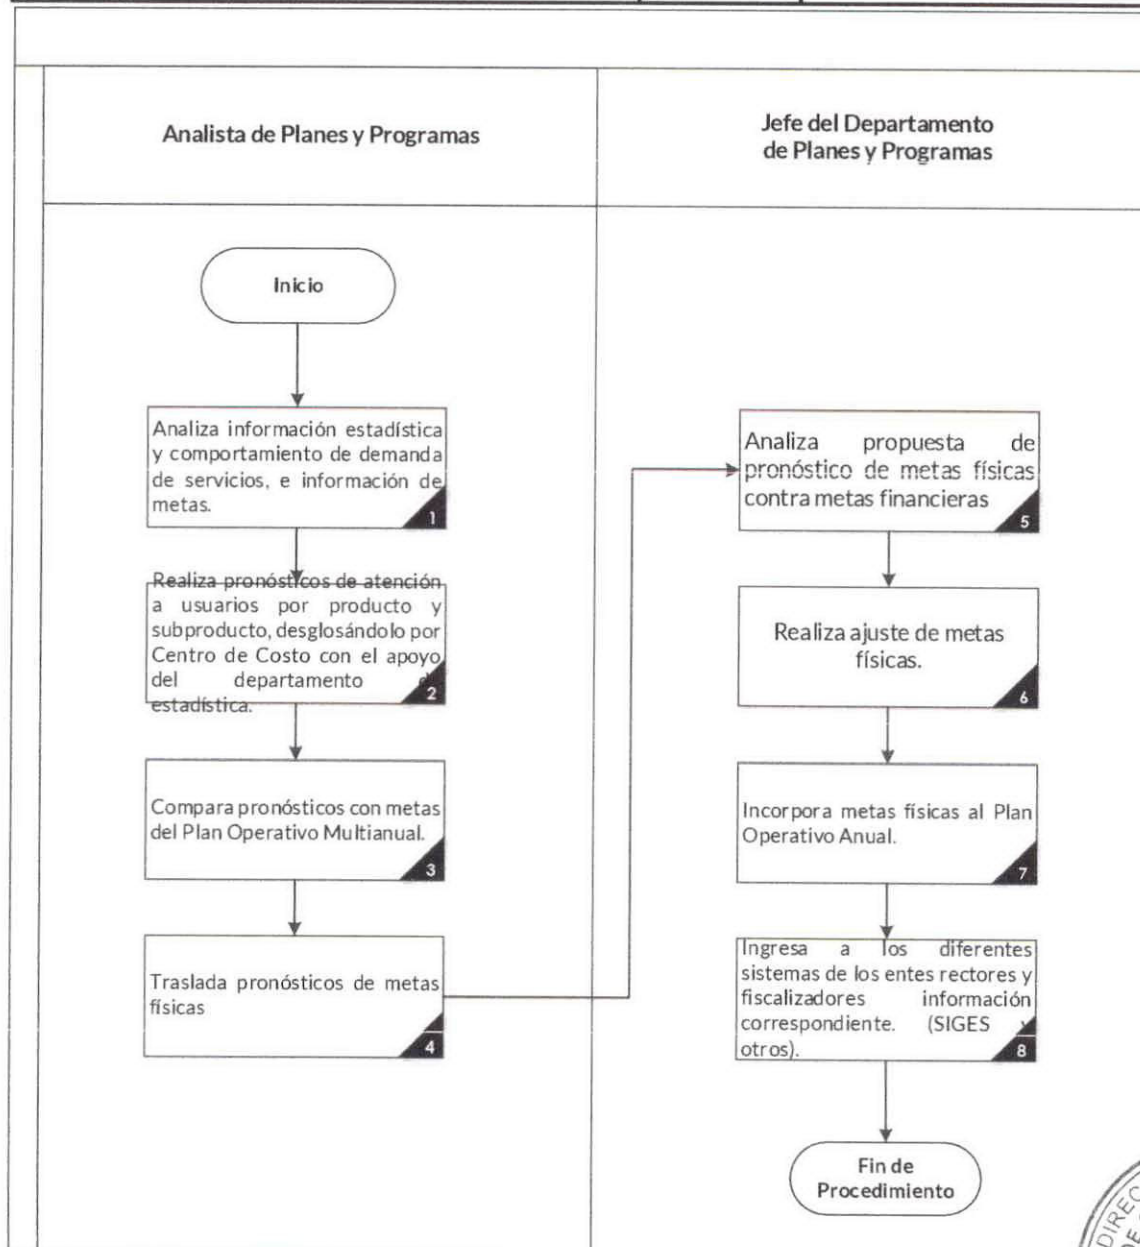 Analista de Planes y Programas
Jefe del Departamento
de Planes y Programas
Inicio
Analiza información estadística
y comportamiento de demanda
de servicios, e información de
metas.
1
Realiza pronósticos de atención
a usuarios por producto y
subproducto, desglosándolo por
Centro de Costo con el apoyo
del departamento
estadística.
2
Compara pronósticos con metas
del Plan Operativo Multianual.
3
Traslada pronósticos de metas
físicas
4
Analiza propuesta de
pronóstico de metas físicas
contra metas financieras
5
Realiza ajuste de metas
físicas.
6
Incorpora metas físicas al Plan
Operativo Anual.
7
Ingresa a los diferentes
sistemas de los entes rectores y
fiscalizadores información
correspondiente. (SIGES y
otros).
8
Fin de
Procedimiento